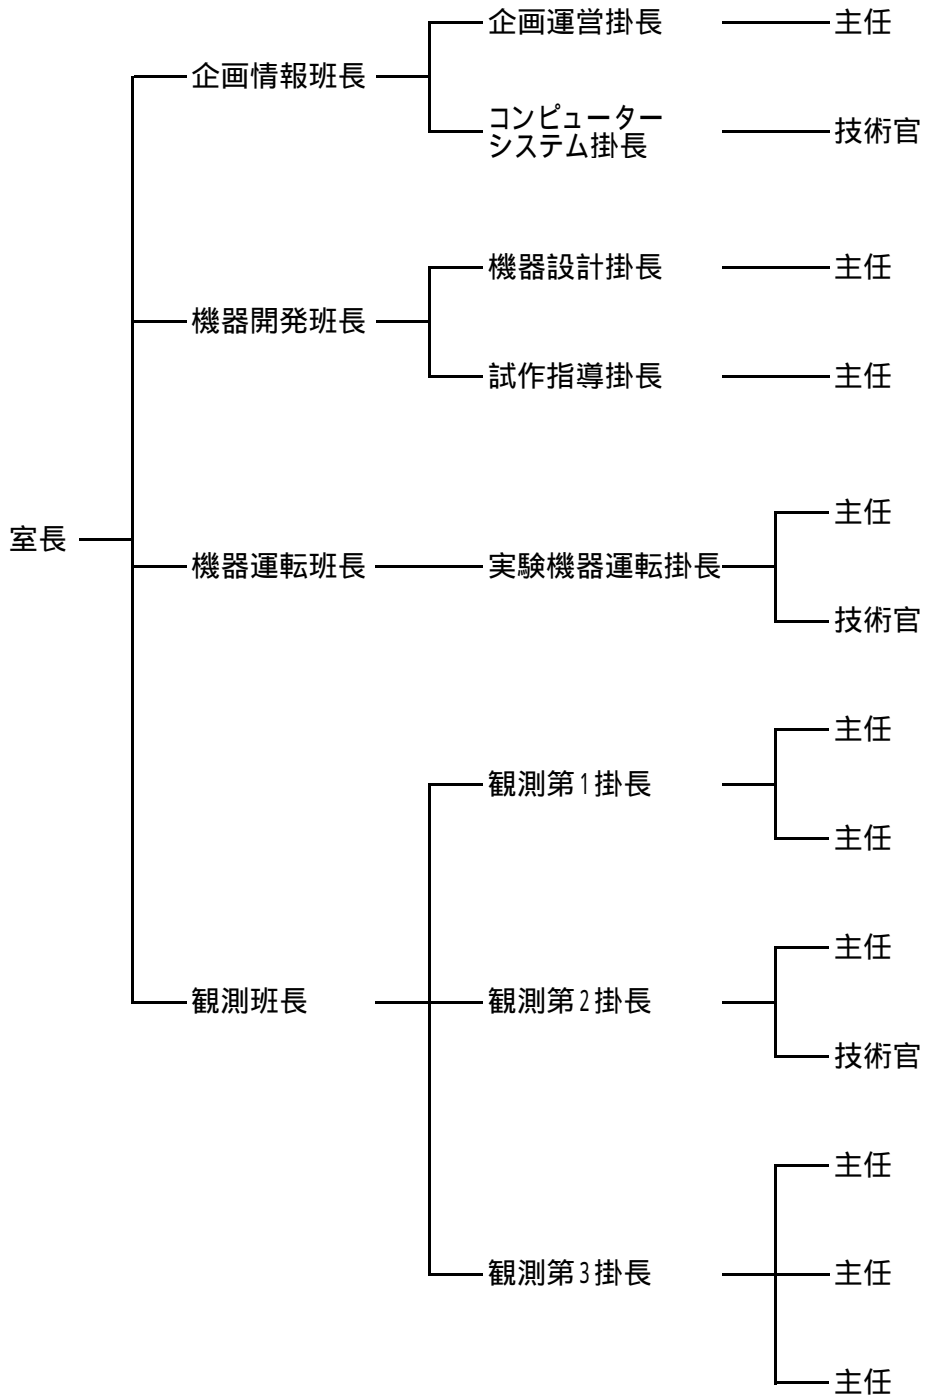 企画運営掛長 主任
企画情報班長
コンピューター
システム掛長 技術官
機器設計掛長 主任
機器開発班長
試作指導掛長 主任
主任
室長
機器運転班長 実験機器運転掛長
技術官
主任
観測第1掛長
主任
主任
観測班長 観測第2掛長
技術官
主任
観測第3掛長 主任
主任